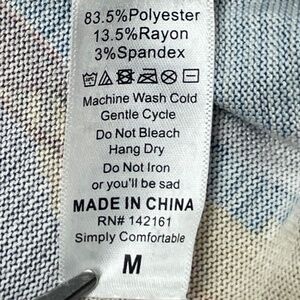 83.5%Polyester
13.5%Rayon
3%Spandex
Machine Wash Cold
Gentle Cycle
Do Not Bleach
Hang Dry
Do Not Iron
or you'll be sad
MADE IN CHINA
RN# 142161
Simply Comfortable
M